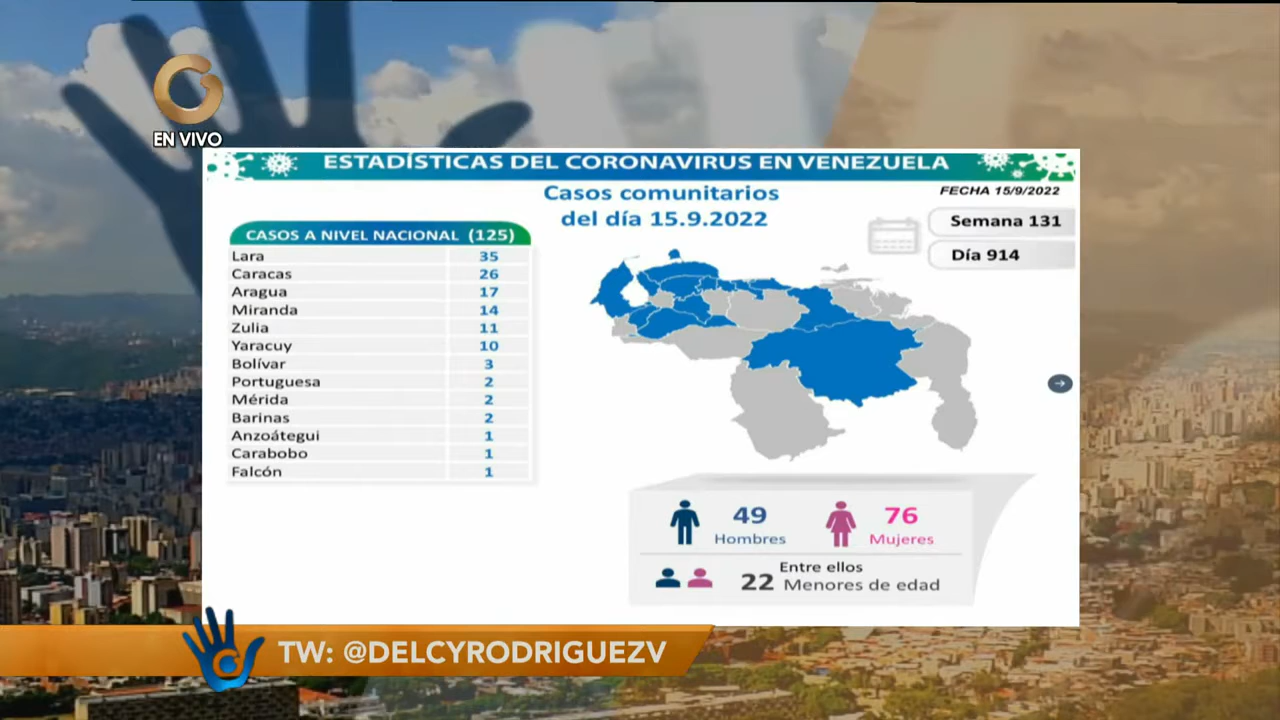 EN VIVO
ESTADÍSTICAS DEL CORONAVIRUS EN VENEZUELA
Casos comunitarios
del día 15.9.2022
FECHA 15/9/2022
Semana 131
Día 914
CASOS A NIVEL NACIONAL (125)
Lara 35
Caracas 26
Aragua 17
Miranda 14
Zulia 11
Yaracuy 10
Bolívar 3
Portuguesa 2
Mérida 2
Barinas 2
Anzoátegui 1
Carabobo 1
Falcón 1
49 Hombres
76 Mujeres
Entre ellos
22 Menores de edad
TW: @DELCYRODRIGUEZV